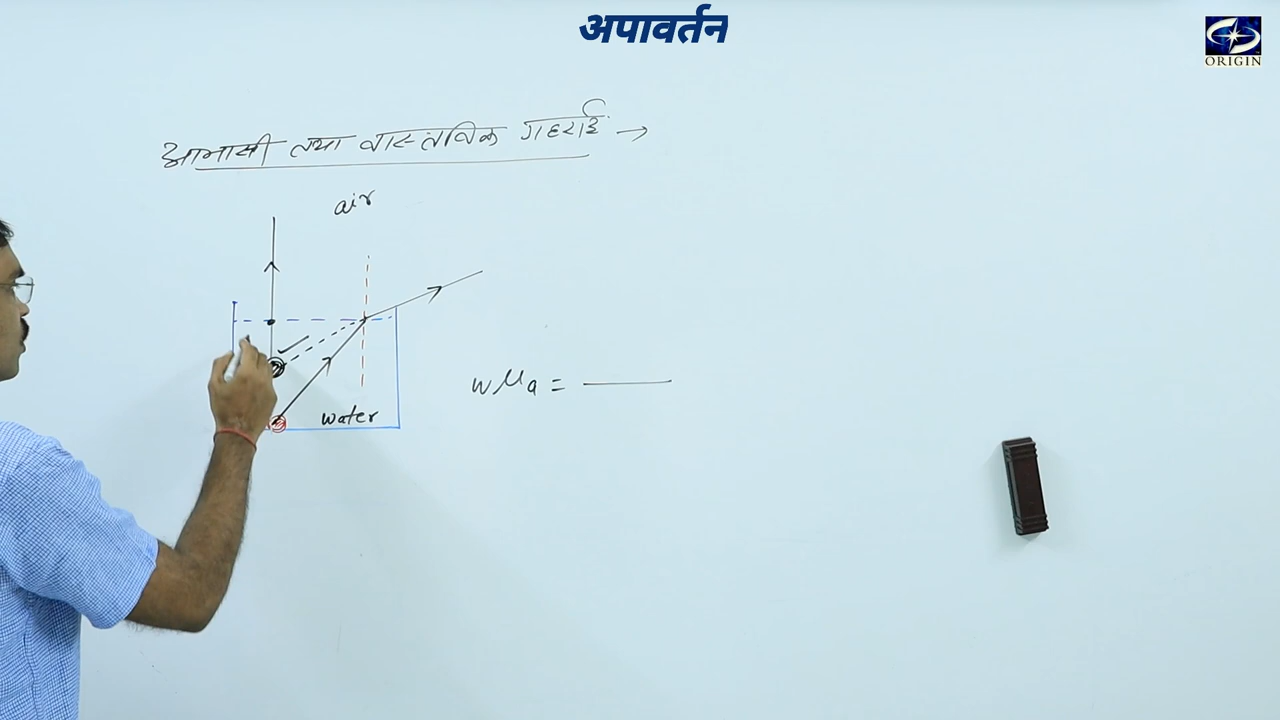 अपावर्तन
ORIGIN
आभासी तथा वास्तविक गहराई →
air
water
wμa =